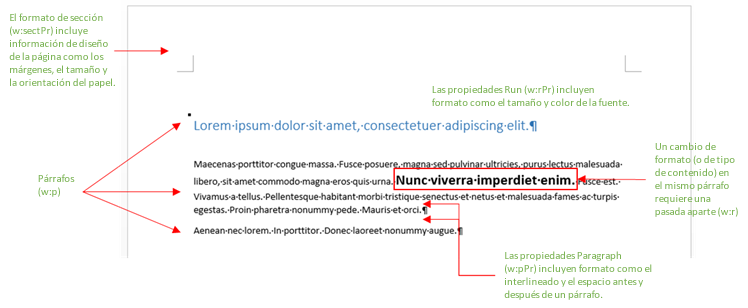 El formato de sección
(w:sectPr) incluye
información de diseño
de la página como los
márgenes, el tamaño y
la orientación del papel.
Las propiedades Run (w:rPr) incluyen
formato como el tamaño y color de la fuente.
Lorem·ipsum·dolor·sit·amet,·consectetuer·adipiscing·elit.¶
Párrafos
(w:p)
Maecenas·porttitor·congue·massa.·Fusce·posuere,·magna·sed·pulvinar·ultricies,·purus·lectus·malesuada·
libero,·sit·amet·commodo·magna·eros·quis·urna.·Nunc·viverra·imperdiet·enim.·Fusce·est.·
Vivamus·a·tellus.·Pellentesque·habitant·morbi·tristique·senectus·et·netus·et·malesuada·fames·ac·turpis·
egestas.·Proin·pharetra·nonummy·pede.·Mauris·et·orci.¶
Aenean·nec·lorem.·In·porttitor.·Donec·laoreet·nonummy·augue.¶
Un cambio de
formato (o de tipo
de contenido) en
el mismo párrafo
requiere una
pasada aparte (w:r)
Las propiedades Paragraph
(w:pPr) incluyen formato como el
interlineado y el espacio antes y
después de un párrafo.